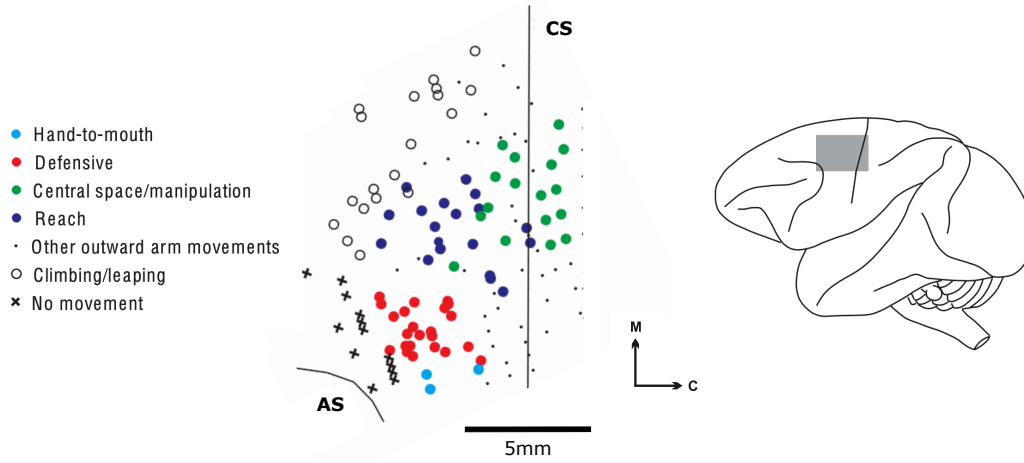 CS
Hand-to-mouth
Defensive
Central space/manipulation
Reach
Other outward arm movements
Climbing/leaping
No movement
AS
M
C
5mm